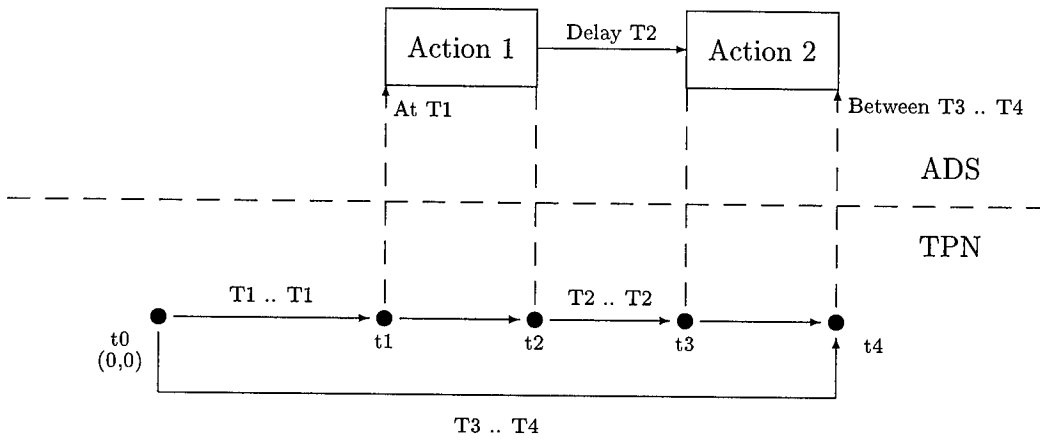 Action 1
Delay T2
Action 2
At T1
Between T3 .. T4
ADS
TPN
T1 .. T1
T2 .. T2
t0
(0,0)
t1
t2
t3
t4
T3 .. T4